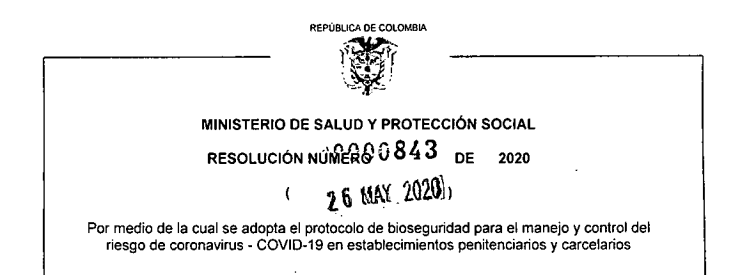 REPÚBLICA DE COLOMBIA
MINISTERIO DE SALUD Y PROTECCIÓN SOCIAL
RESOLUCIÓN NÚMERO 0000843 DE 2020
( 26 MAY 2020 )
Por medio de la cual se adopta el protocolo de bioseguridad para el manejo y control del
riesgo de coronavirus - COVID-19 en establecimientos penitenciarios y carcelarios